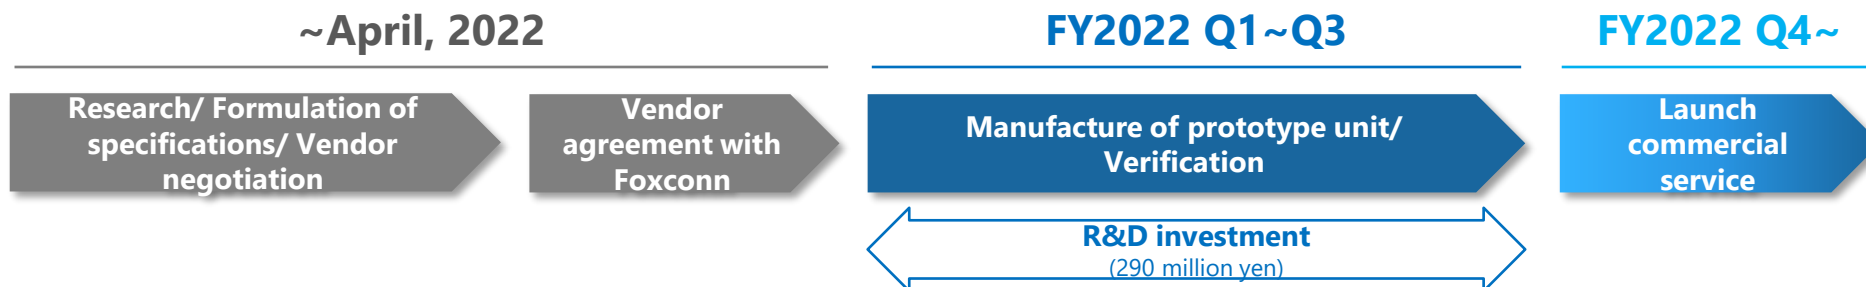 ~April, 2022
FY2022 Q1~Q3
FY2022 Q4~
Research/ Formulation of
specifications/ Vendor
negotiation
Vendor
agreement with
Foxconn
Manufacture of prototype unit/
Verification
Launch
commercial
service
R&D investment
(290 million yen)